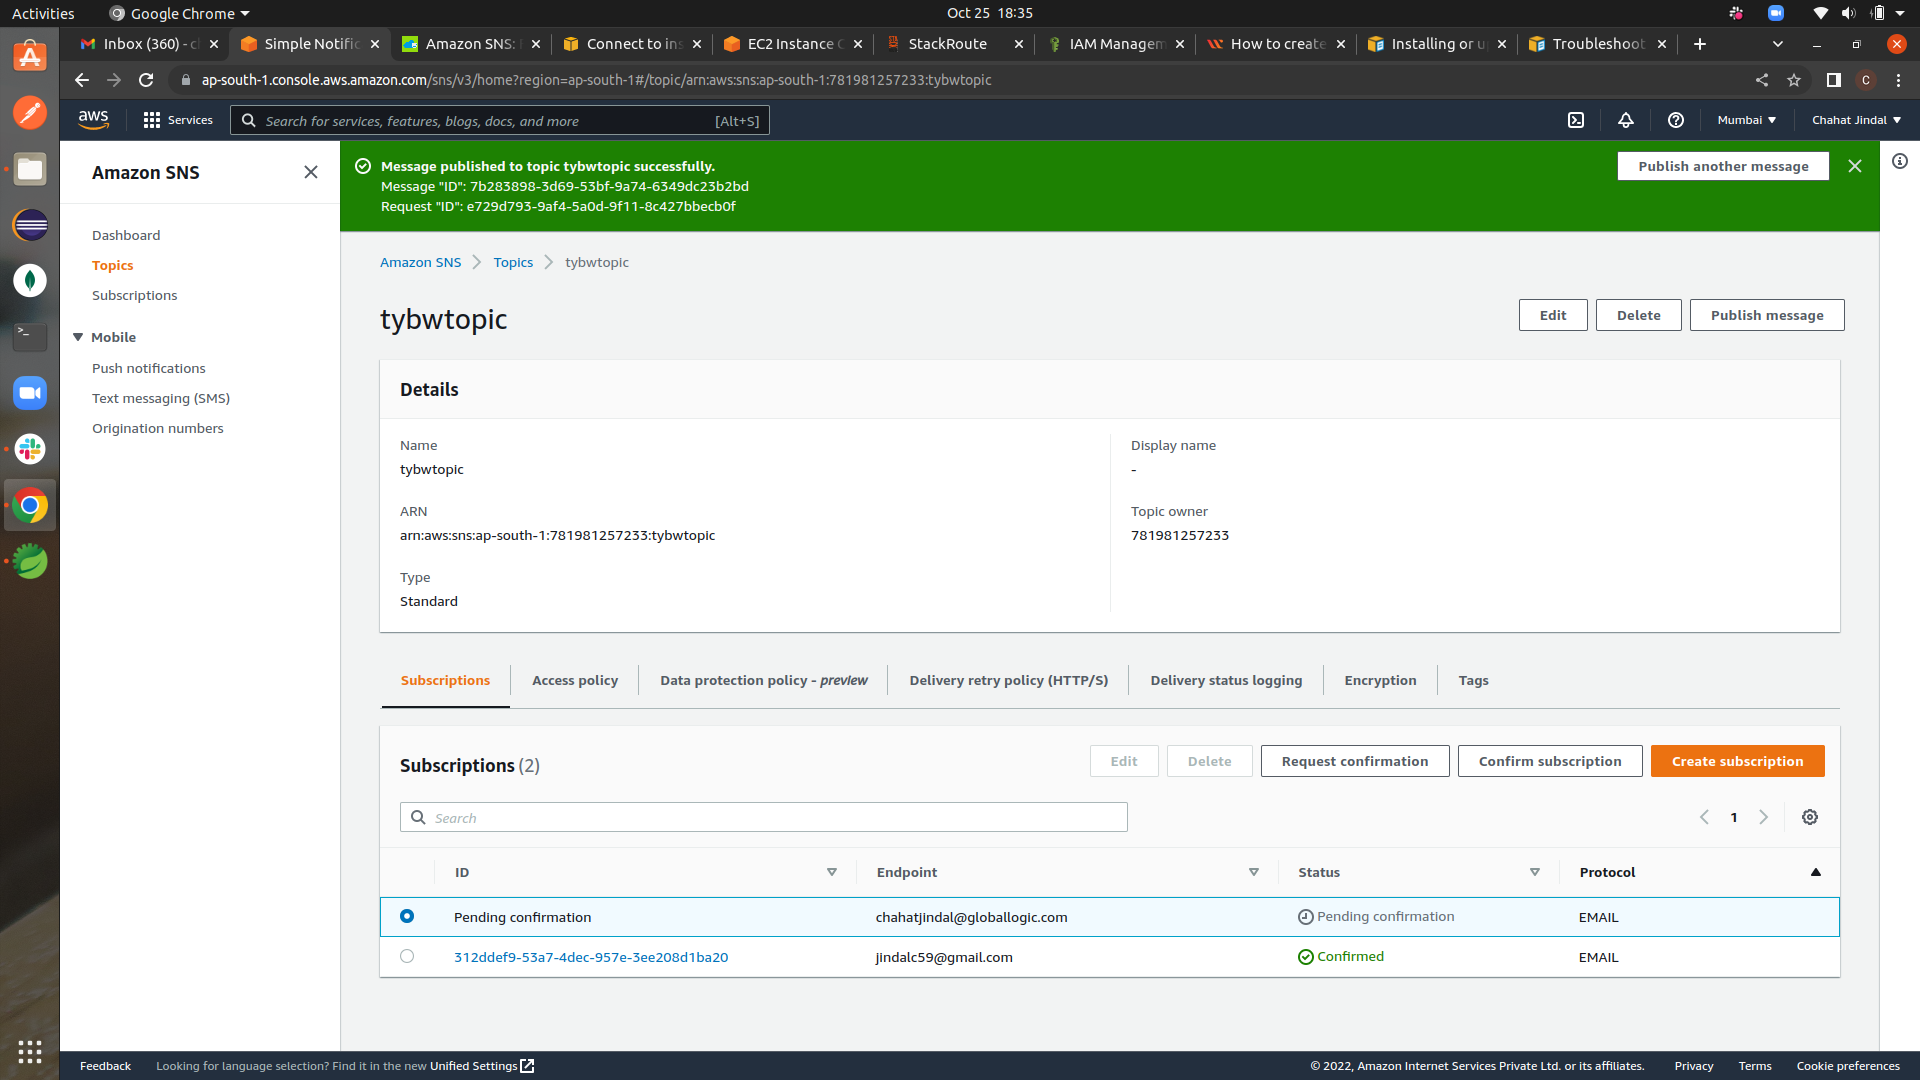 Activities
Google Chrome
Oct 25 18:35
Inbox (360) - c
Simple Notific
Amazon SNS:
Connect to ins
EC2 Instance C
StackRoute
IAM Managem
How to create
Installing or u
Troubleshoot
ap-south-1.console.aws.amazon.com/sns/v3/home?region=ap-south-1#/topic/arn:aws:sns:ap-south-1:781981257233:tybwtopic
C
aws
Services
Search for services, features, blogs, docs, and more
[Alt+S]
Mumbai
Chahat Jindal
Amazon SNS
Dashboard
Topics
Subscriptions
Mobile
Push notifications
Text messaging (SMS)
Origination numbers
Message published to topic tybwtopic successfully.
Message "ID": 7b283898-3d69-53bf-9a74-6349dc23b2bd
Request "ID": e729d793-9af4-5a0d-9f11-8c427bbecb0f
Publish another message
Amazon SNS
Topics
tybwtopic
tybwtopic
Edit
Delete
Publish message
Details
Name
tybwtopic
Display name
-
ARN
arn:aws:sns:ap-south-1:781981257233:tybwtopic
Topic owner
781981257233
Type
Standard
Subscriptions
Access policy
Data protection policy - preview
Delivery retry policy (HTTP/S)
Delivery status logging
Encryption
Tags
Subscriptions (2)
Edit
Delete
Request confirmation
Confirm subscription
Create subscription
Search
1
ID
Endpoint
Status
Protocol
Pending confirmation
chahatjindal@globallogic.com
Pending confirmation
EMAIL
312ddef9-53a7-4dec-957e-3ee208d1ba20
jindalc59@gmail.com
Confirmed
EMAIL
Feedback
Looking for language selection? Find it in the new Unified Settings
© 2022, Amazon Internet Services Private Ltd. or its affiliates.
Privacy
Terms
Cookie preferences